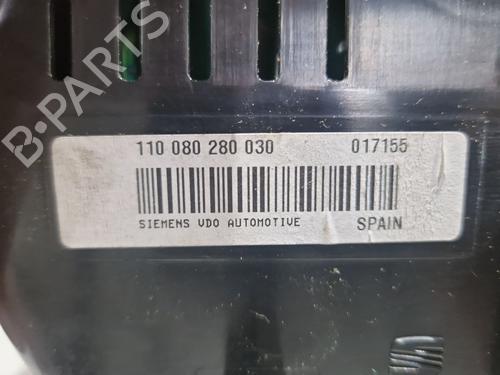 B-PARTS
110 080 280 030 017155
SIEMENS VDO AUTOMOTIVE SPAIN